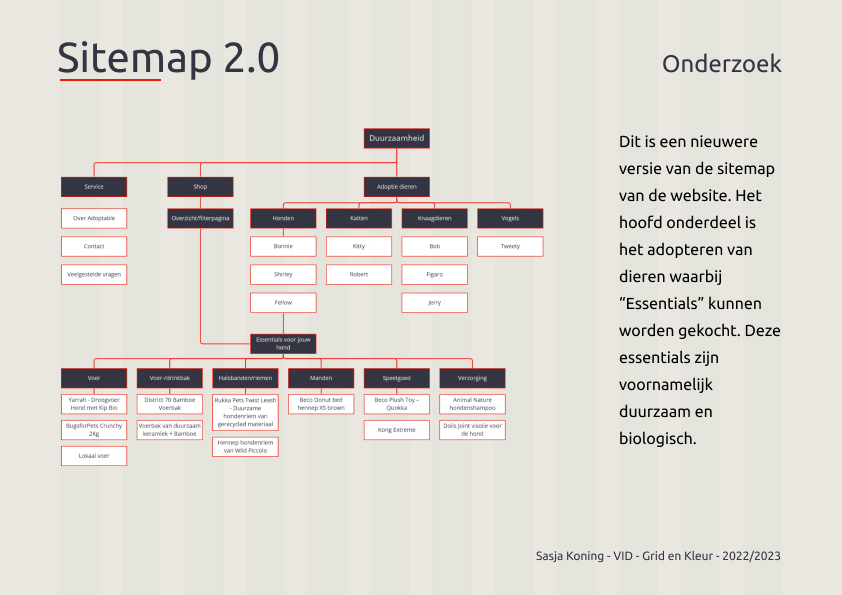 Sitemap 2.0
Onderzoek
Duurzaamheid
Service
Shop
Adoptie dieren
Over Adoptable
Contact
Veelgestelde vragen
Overzicht/filterpagina
Honden
Katten
Knaagdieren
Vogels
Bonnie
Kitty
Bob
Tweety
Shirley
Robert
Figaro
Fellow
Jerry
Essentials voor jouw
hond
Voer
Voer-/drinkbak
Halsbanden/riemen
Manden
Speelgoed
Verzorging
Yarrah - Droogvoer
Hond met Kip Bio
BugsforPets Crunchy
2Kg
Lokaal voer
District 70 Bamboe
Voerbak
Voerbak van duurzaam
keramiek + Bamboe
Rukka Pets Twist Leash
- Duurzame
hondenriem van
gerecycled materiaal
Hennep hondenriem
van Wild Piccolo
Beco Donut bed
hennep XS brown
Beco Plush Toy –
Quokka
Kong Extreme
Animal Nature
hondenshampoo
Doils Joint visolie voor
de hond
Dit is een nieuwere
versie van de sitemap
van de website. Het
hoofd onderdeel is
het adopteren van
dieren waarbij
“Essentials” kunnen
worden gekocht. Deze
essentials zijn
voornamelijk
duurzaam en
biologisch.
Sasja Koning - VID - Grid en Kleur - 2022/2023